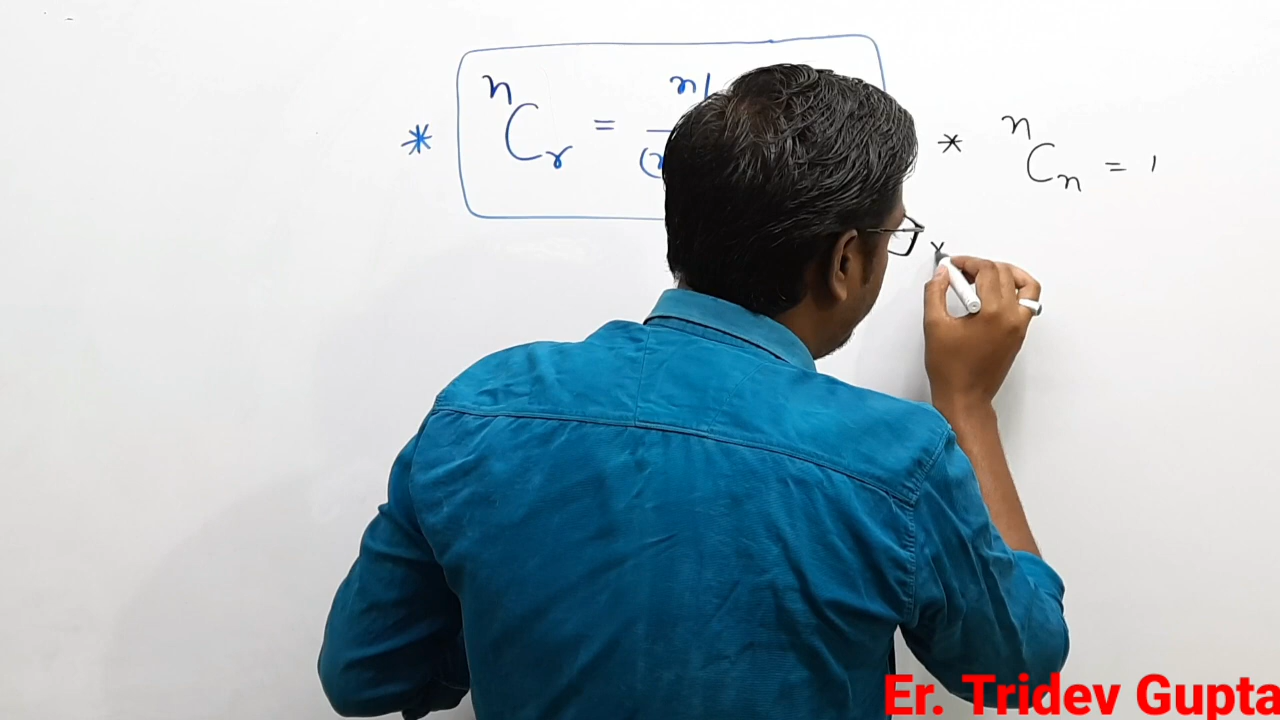 * nCr = n!
* nCn = 1
*
Er. Tridev Gupta